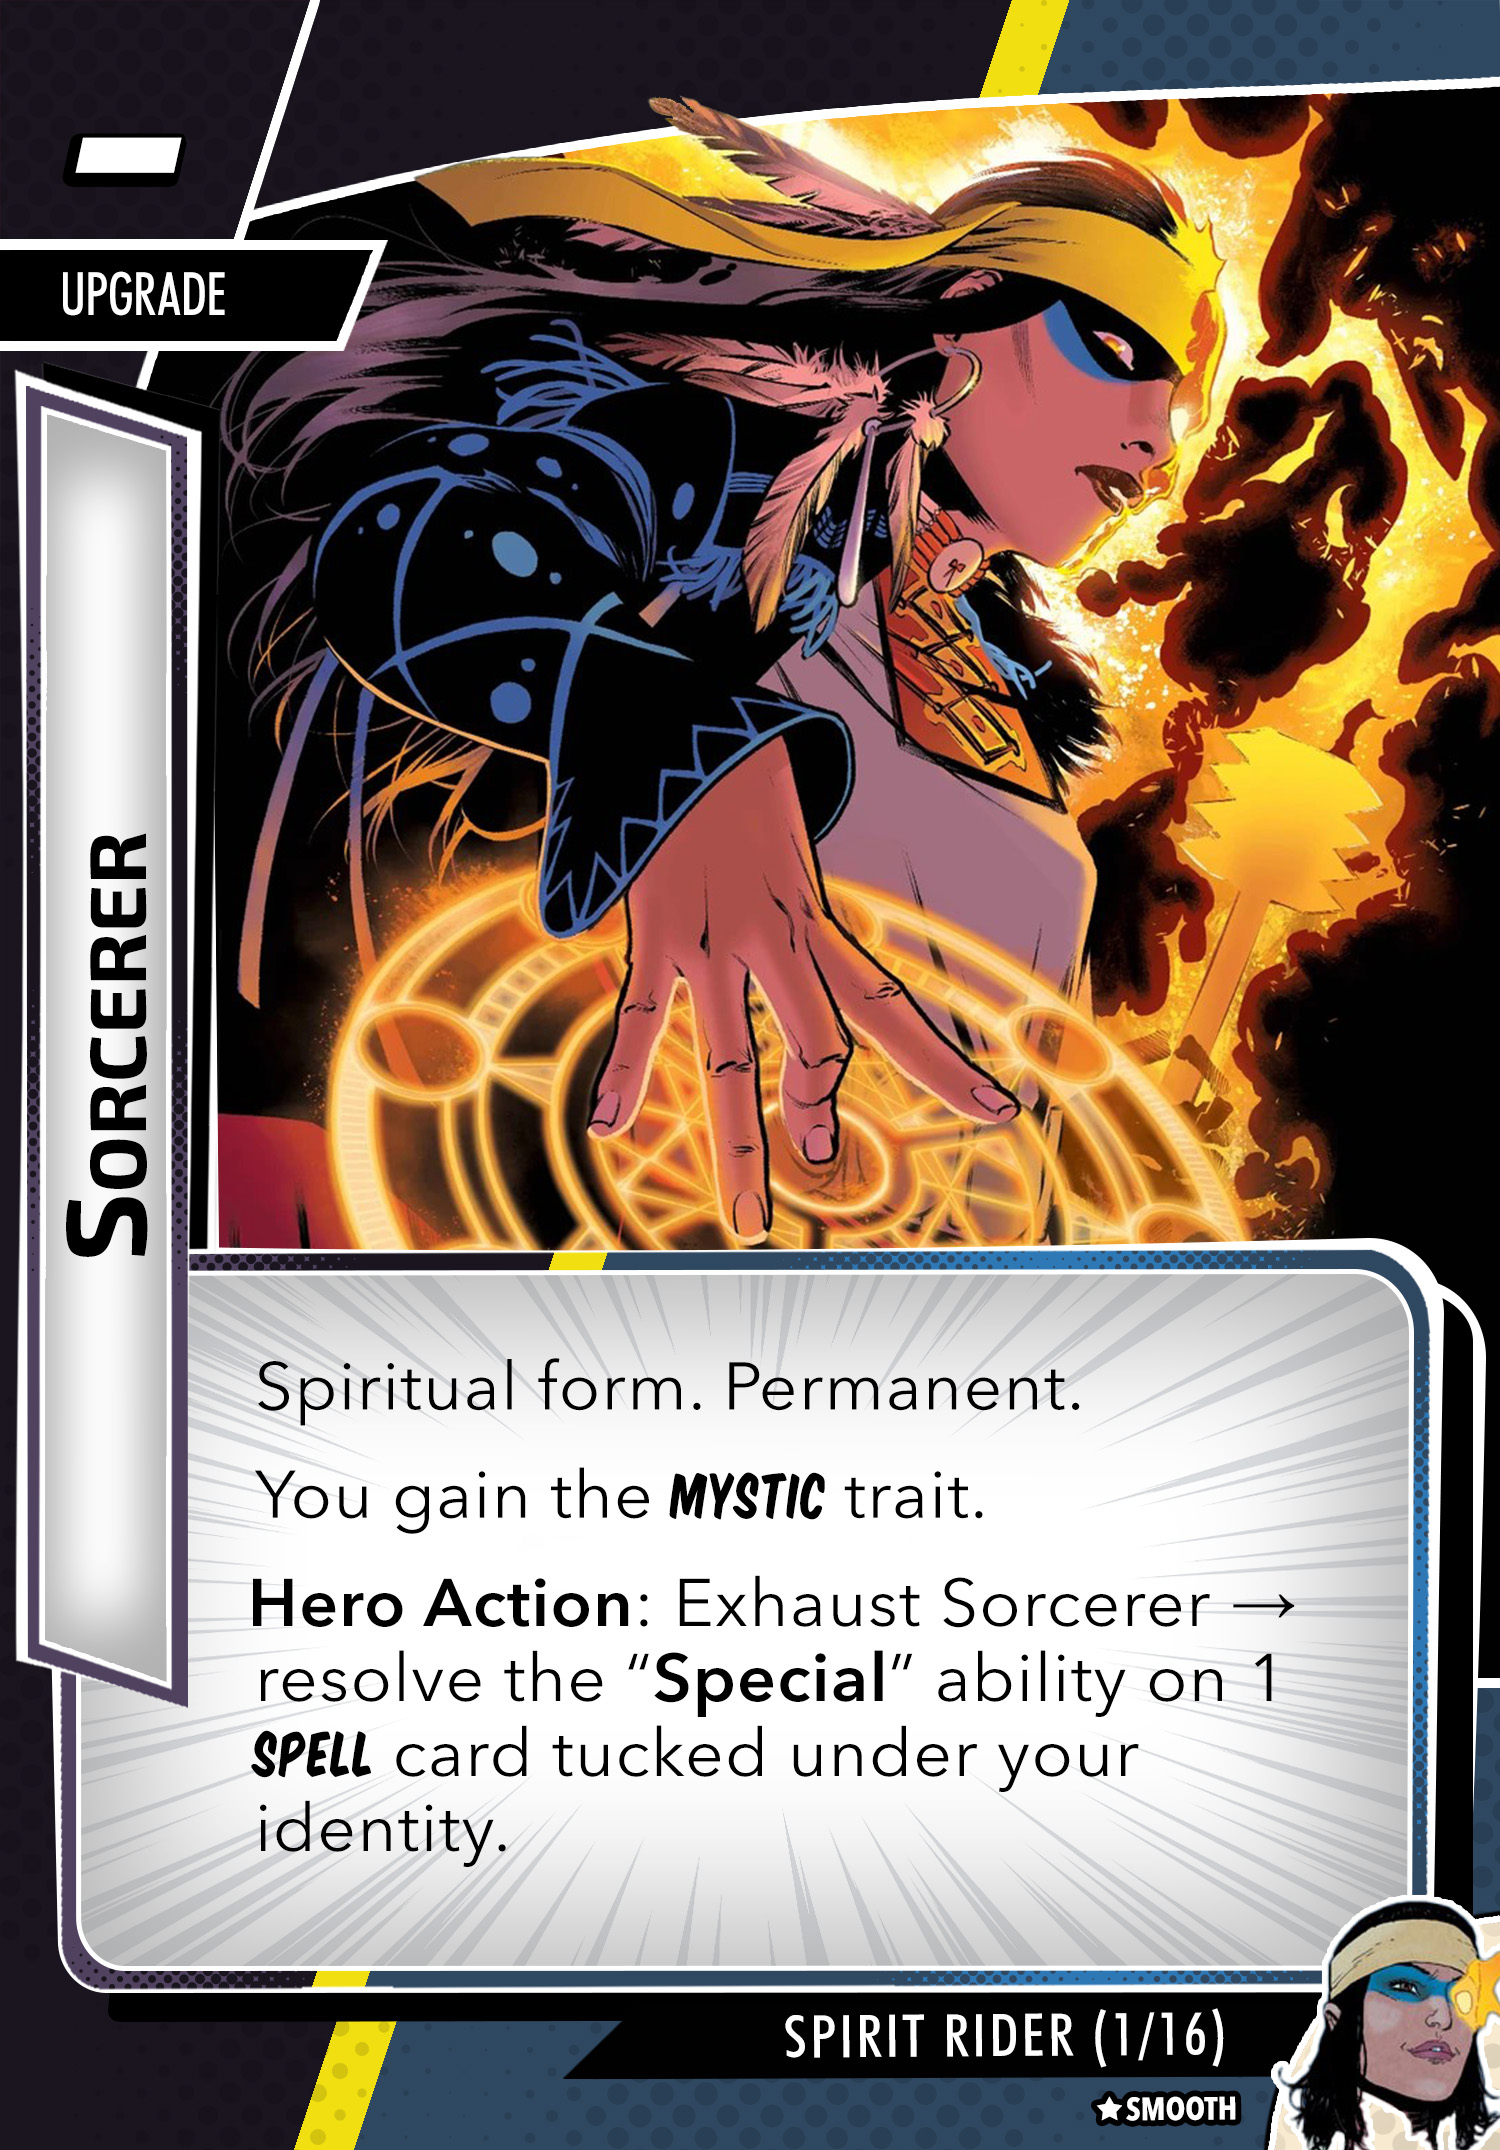 –
UPGRADE
SORCERER
Spiritual form. Permanent.
You gain the MYSTIC trait.
Hero Action: Exhaust Sorcerer →
resolve the “Special” ability on 1
SPELL card tucked under your
identity.
SPIRIT RIDER (1/16)
★SMOOTH